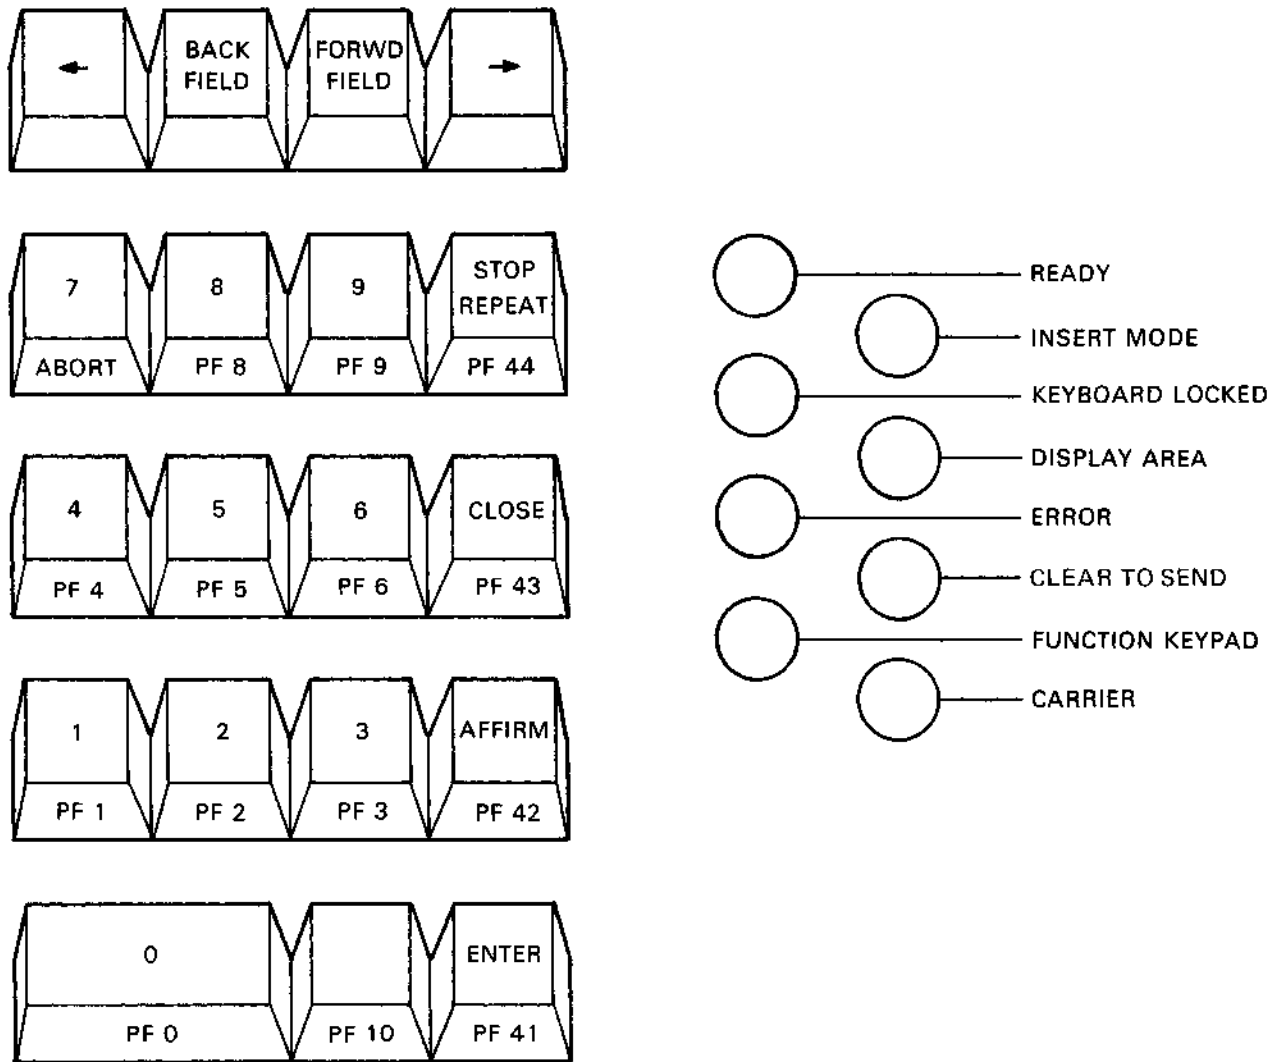 BACK
FIELD
FORWD
FIELD
7
8
9
STOP
REPEAT
ABORT
PF 8
PF 9
PF 44
4
5
6
CLOSE
PF 4
PF 5
PF 6
PF 43
1
2
3
AFFIRM
PF 1
PF 2
PF 3
PF 42
0
ENTER
PF 0
PF 10
PF 41
READY
INSERT MODE
KEYBOARD LOCKED
DISPLAY AREA
ERROR
CLEAR TO SEND
FUNCTION KEYPAD
CARRIER